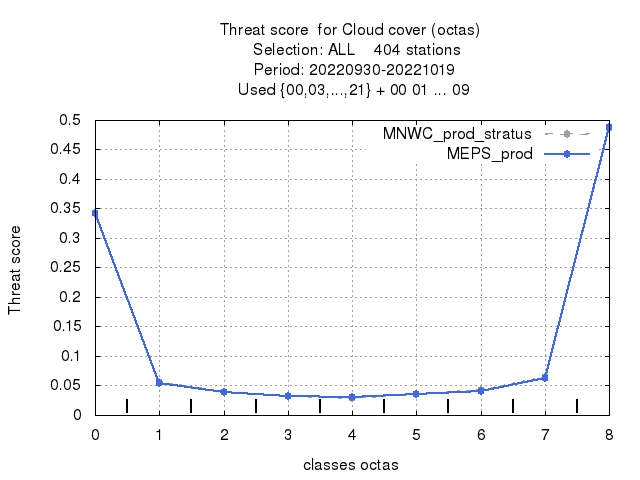 Threat score  for Cloud cover (octas)
Selection: ALL    404 stations
Period: 20220930-20221019
Used {00,03,...,21} + 00 01 ... 09
MNWC_prod_stratus
MEPS_prod
0.5
0.45
0.4
0.35
0.3
0.25
0.2
0.15
0.1
0.05
0
Threat score
0 1 2 3 4 5 6 7 8
classes octas